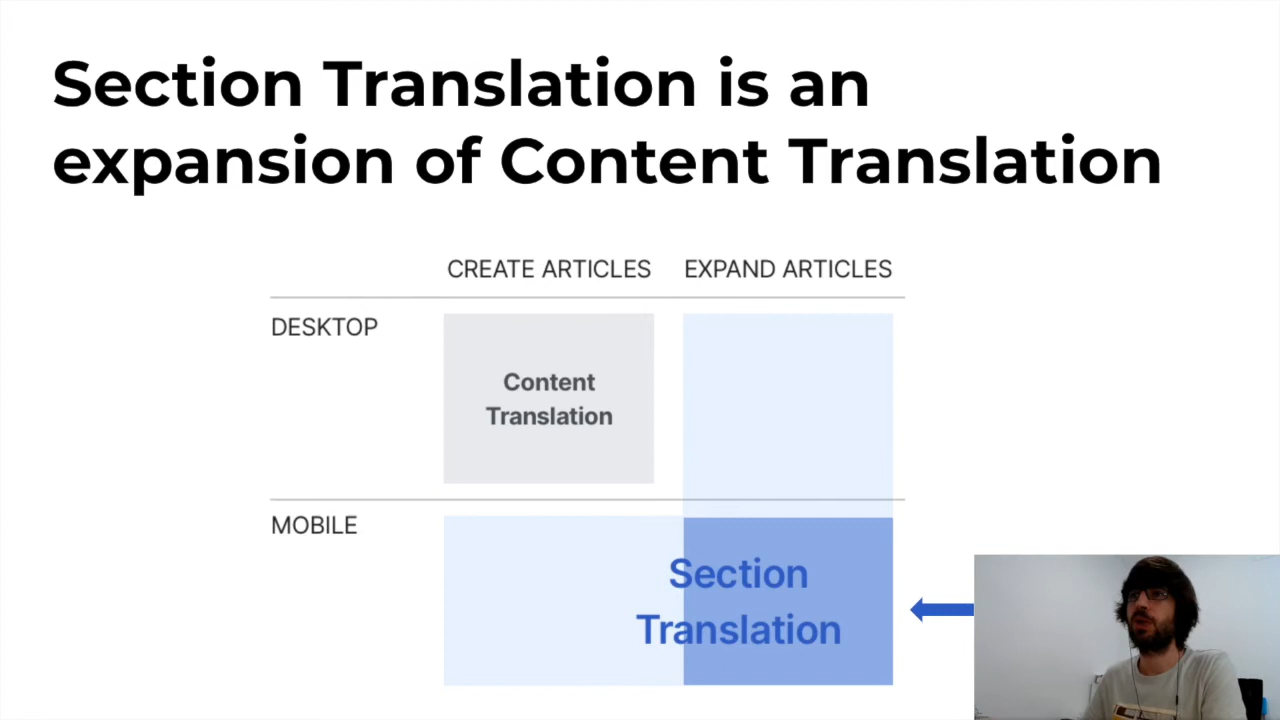 Section Translation is an
expansion of Content Translation
CREATE ARTICLES EXPAND ARTICLES
DESKTOP
Content
Translation
MOBILE
Section
Translation